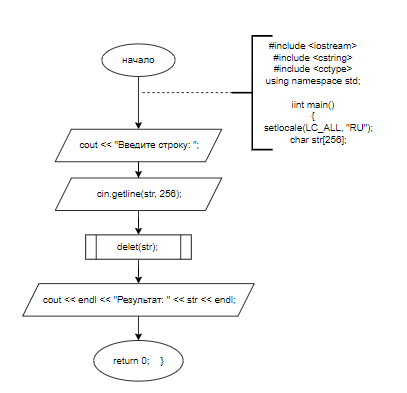 начало
#include <iostream>
#include <cstring>
#include <cctype>
using namespace std;
iint main()
{
setlocale(LC_ALL, "RU");
char str[256];
cout << "Введите строку: ";
cin.getline(str, 256);
delet(str);
cout << endl << "Результат: " << str << endl;
return 0; }